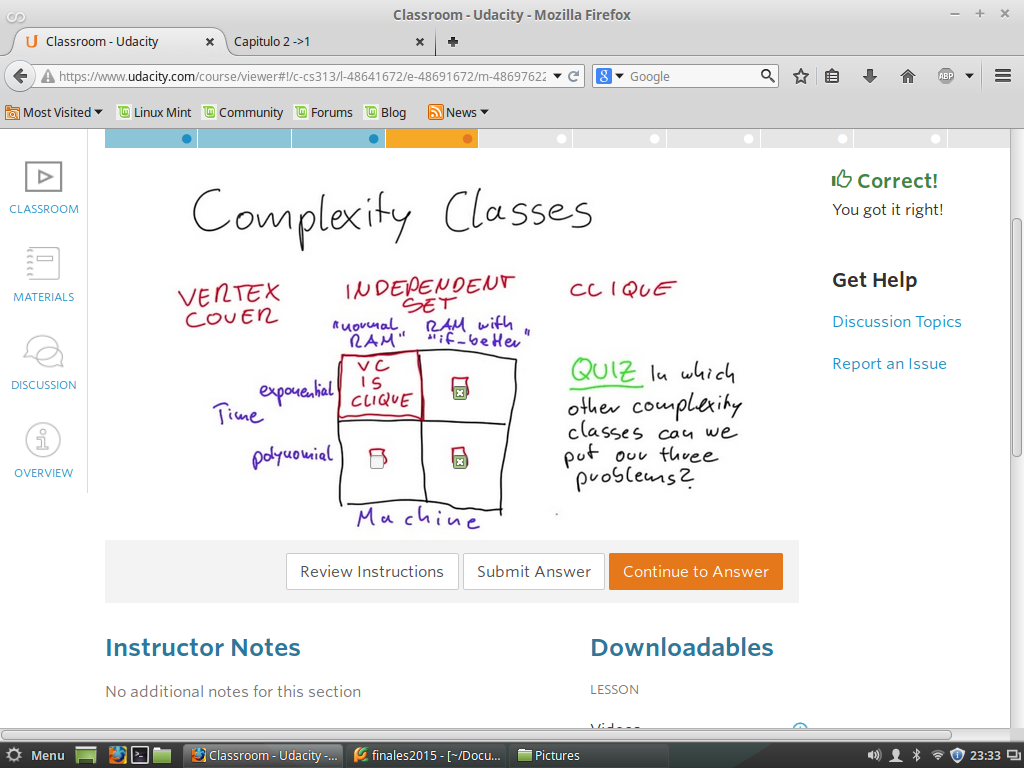 Classroom - Udacity - Mozilla Firefox
Classroom - Udacity
Capitulo 2 ->1
https://www.udacity.com/course/viewer#!/c-cs313/l-48641672/e-48691672/m-48697622
Google
ABP
Most Visited
Linux Mint
Community
Forums
Blog
News
CLASSROOM
MATERIALS
DISCUSSION
OVERVIEW
Complexity Classes
VERTEX
COVER
INDEPENDENT
SET
CLIQUE
"normal
RAM"
RAM with
"if-better"
exponential
Time
polynomial
VC
IS
CLIQUE
Machine
QUIZ In which
other complexity
classes can we
put our three
problems?
Correct!
You got it right!
Get Help
Discussion Topics
Report an Issue
Review Instructions
Submit Answer
Continue to Answer
Instructor Notes
No additional notes for this section
Downloadables
LESSON
Videos
Menu
Classroom - Udacity -...
finales2015 - [~/Docu...
Pictures
23:33